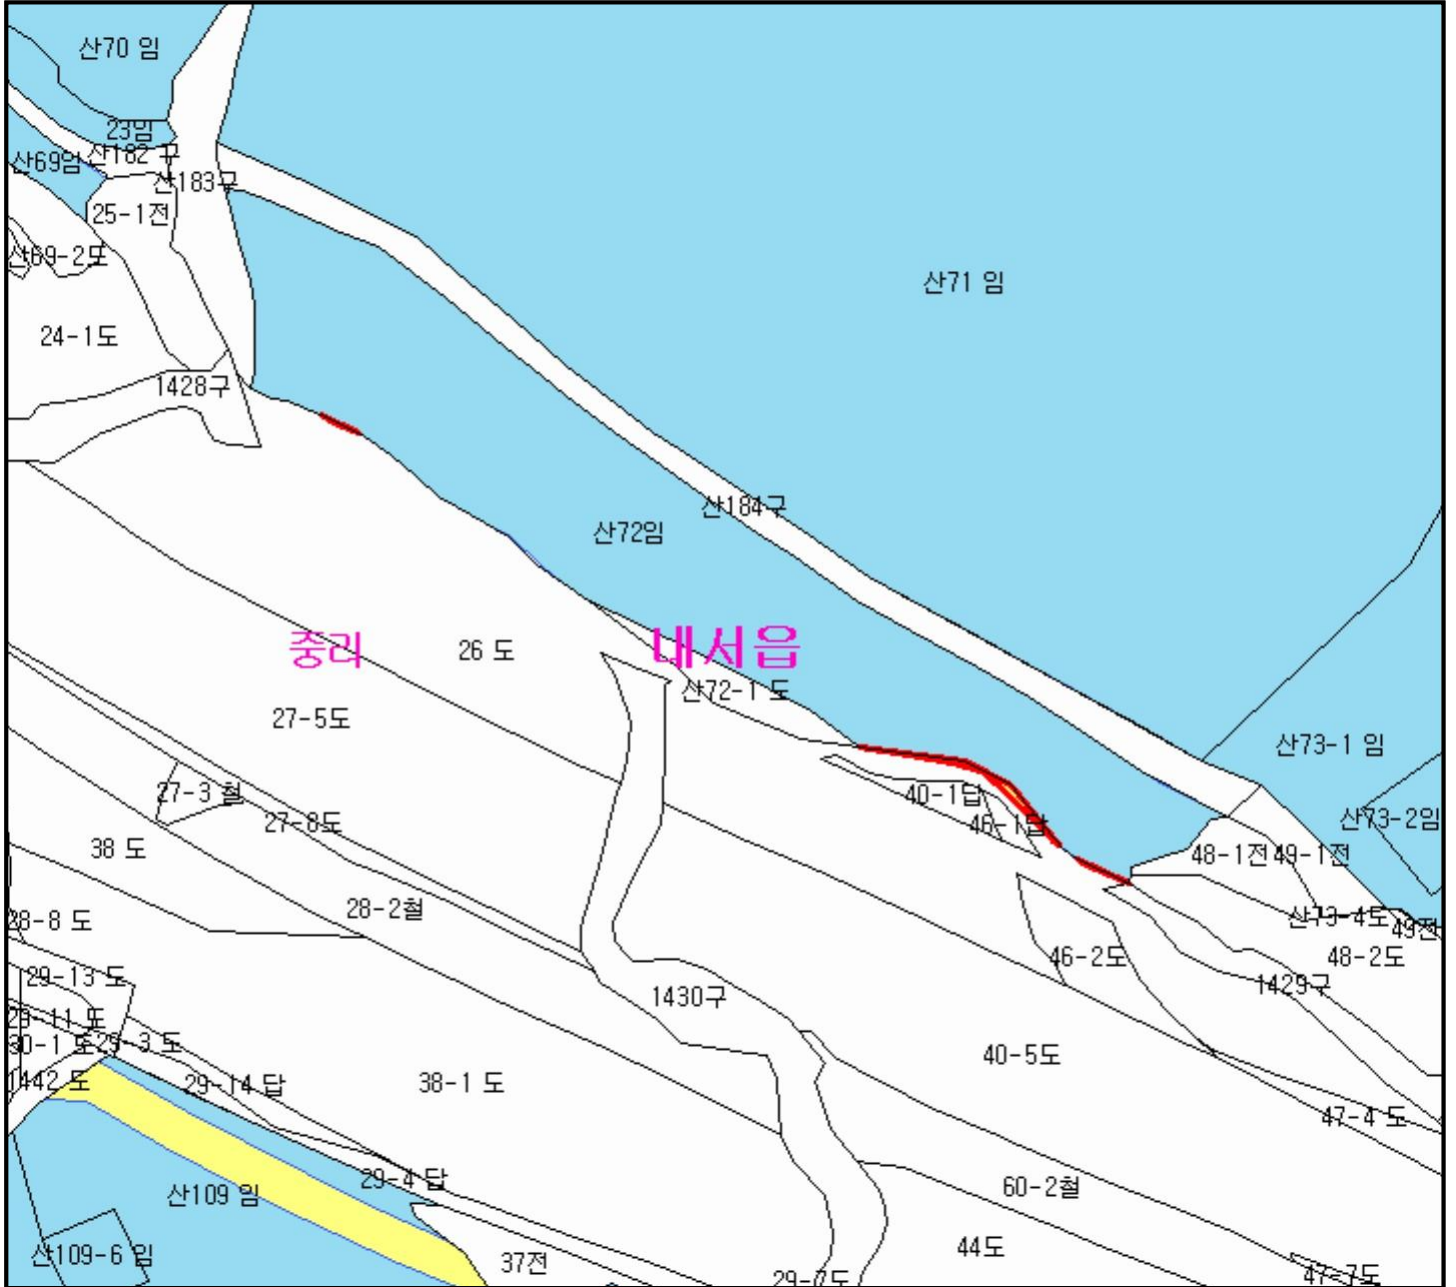 산70 임
23임
산69임
산182 구
산183구
25-1전
산69-2도
산71 임
24-1도
1428구
산184구
산72임
중리
26 도
내서읍
산72-1 도
27-5도
산73-1 임
27-3 철
40-1답
산73-2임
27-8도
46-1답
38 도
48-1전
49-1전
28-2철
28-8 도
산73-4도
49전
46-2도
48-2도
29-13 도
1430구
1429구
29-11 도
30-1 도
29-3 도
40-5도
1442 도
29-14 답
38-1 도
47-4 도
29-4 답
산109 임
60-2철
산109-6 임
37전
44도
29-7도
47-7도